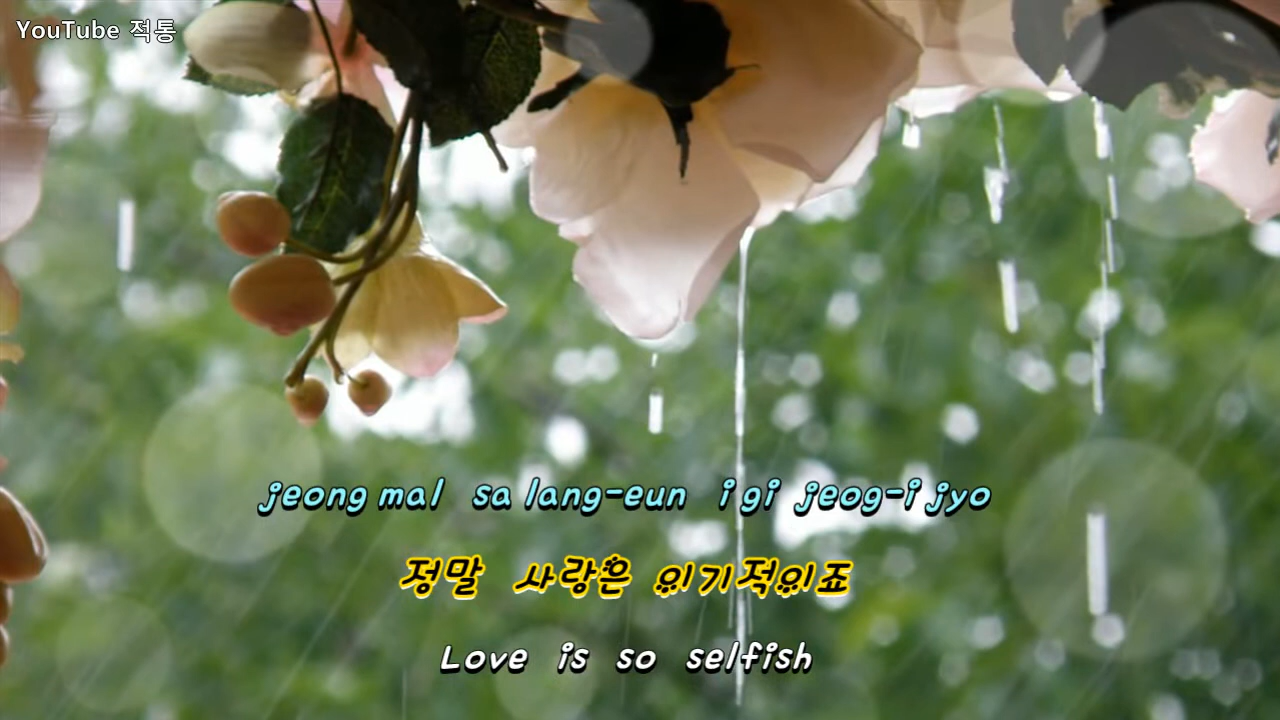 YouTube 적통
jeong mal sa lang-eun i gi jeog-i jyo
정말 사랑은 이기적이죠
Love is so selfish